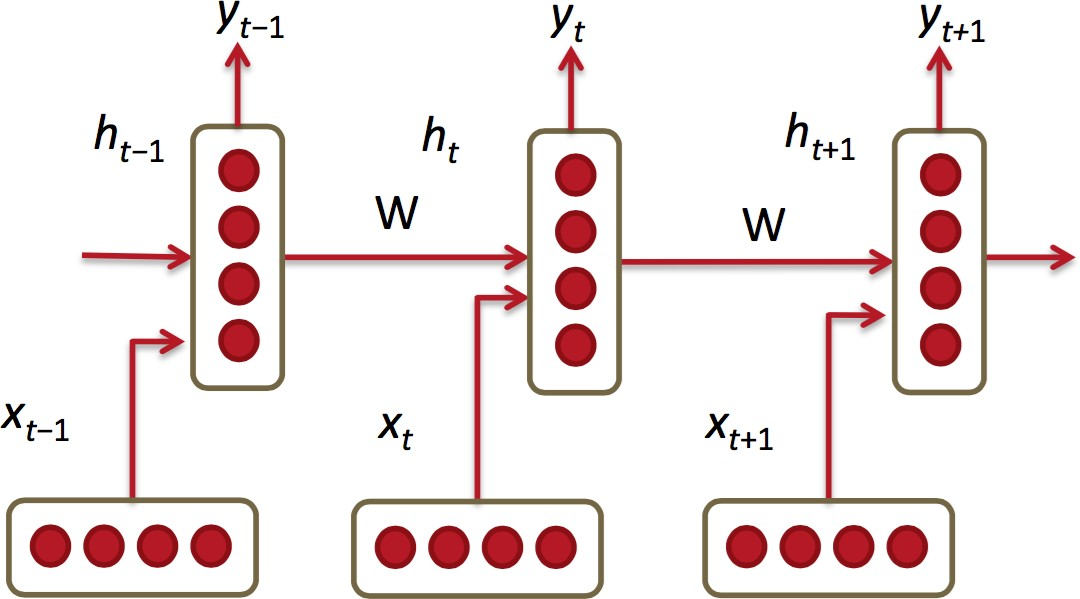 y_{t−1} y_t y_{t+1}
h_{t−1} h_t h_{t+1}
W W
x_{t−1} x_t x_{t+1}